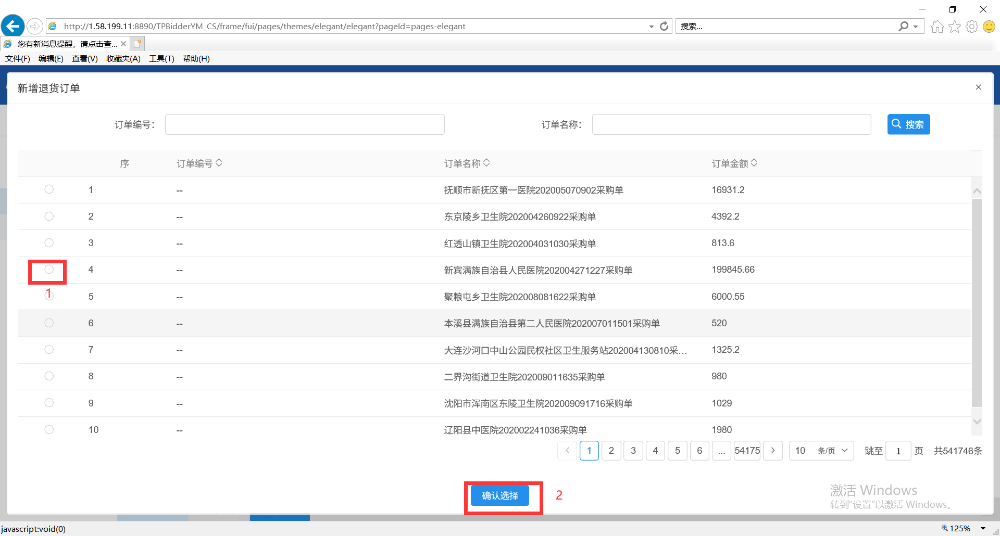 http://1.58.199.11:8890/TPBidderYM_CS/frame/fui/pages/themes/elegant/elegant?pageId=pages-elegant
搜索...
您有新消息提醒，请点击查...
文件(F) 编辑(E) 查看(V) 收藏夹(A) 工具(T) 帮助(H)
新增退货订单
订单编号： 订单名称： 搜索
序 订单编号 订单名称 订单金额
1 -- 抚顺市新抚区第一医院202005070902采购单 16931.2
2 -- 东京陵乡卫生院202004260922采购单 4392.2
3 -- 红透山镇卫生院202004031030采购单 813.6
4 -- 新宾满族自治县人民医院202004271227采购单 199845.66
1
5 -- 聚粮屯乡卫生院202008081622采购单 6000.55
6 -- 本溪县满族自治县第二人民医院202007011501采购单 520
7 -- 大连沙河口中山公园民权社区卫生服务站202004130810采... 1325.2
8 -- 二界沟街道卫生院202009011635采购单 980
9 -- 沈阳市浑南区东陵卫生院202009091716采购单 1029
10 -- 辽阳县中医院202002241036采购单 1980
1 2 3 4 5 6 ... 54175 10 条/页 跳至 1 页 共541746条
确认选择 2
激活 Windows
转到“设置”以激活 Windows。
javascript:void(0)
125%